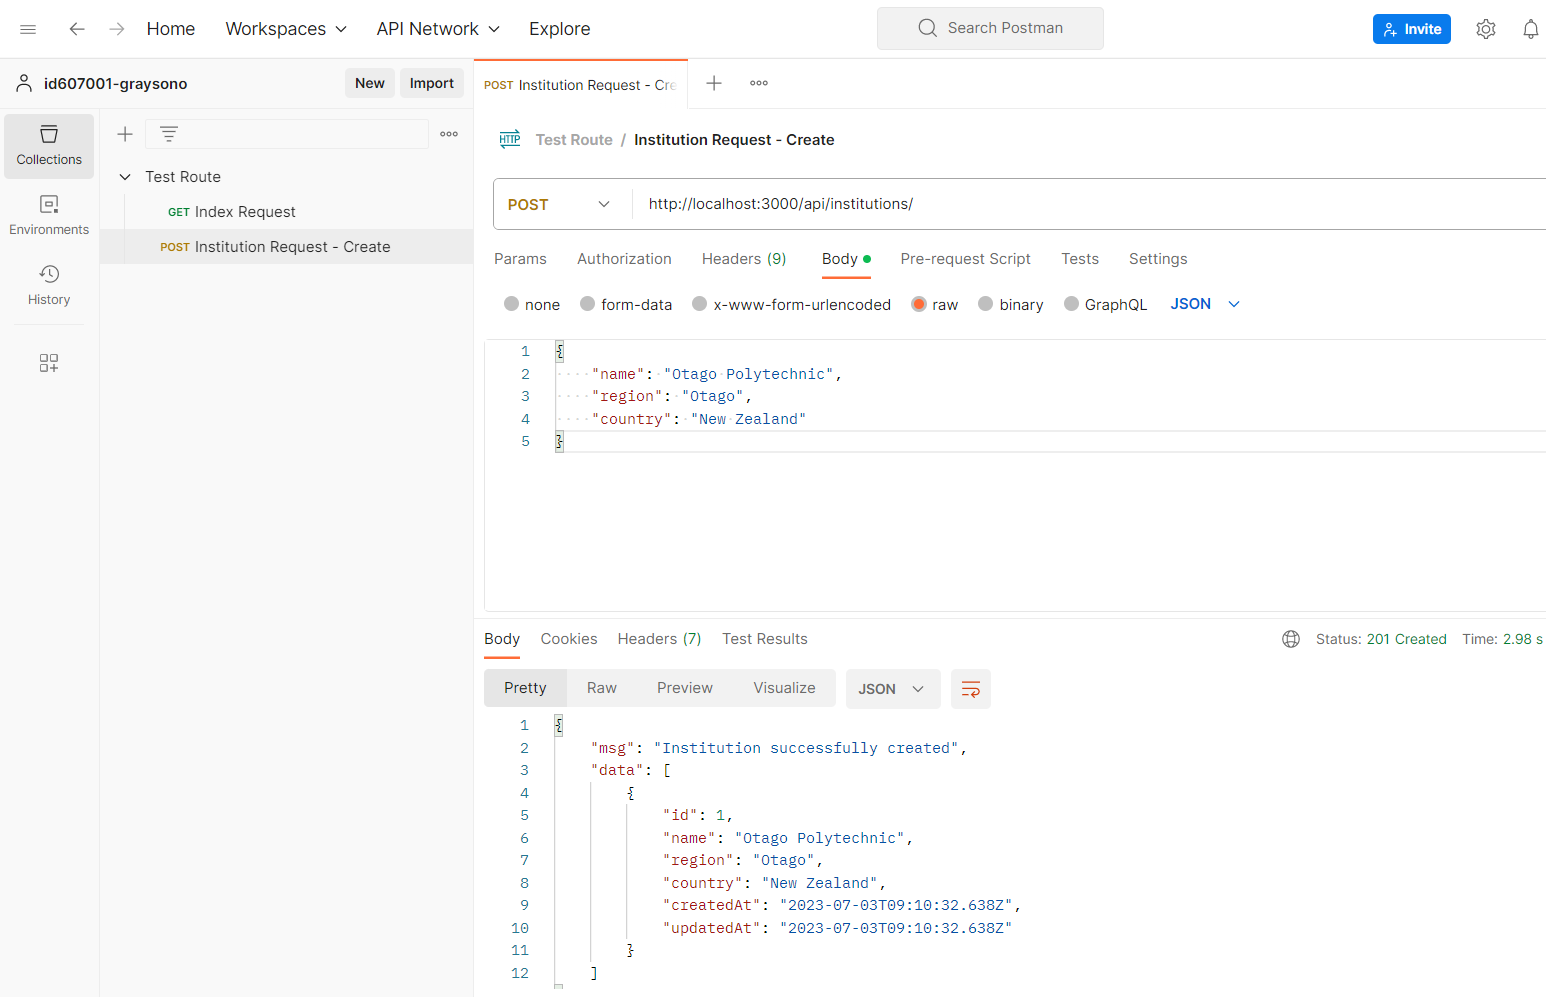 Home Workspaces API Network Explore Search Postman Invite
id607001-graysono New Import
POST Institution Request - Cre
Collections
Environments
History
Test Route
GET Index Request
POST Institution Request - Create
HTTP Test Route / Institution Request - Create
POST http://localhost:3000/api/institutions/
Params Authorization Headers (9) Body Pre-request Script Tests Settings
none form-data x-www-form-urlencoded raw binary GraphQL JSON
1 {
2 "name": "Otago Polytechnic",
3 "region": "Otago",
4 "country": "New Zealand"
5 }
Body Cookies Headers (7) Test Results Status: 201 Created Time: 2.98 s
Pretty Raw Preview Visualize JSON
1 {
2 "msg": "Institution successfully created",
3 "data": [
4 {
5 "id": 1,
6 "name": "Otago Polytechnic",
7 "region": "Otago",
8 "country": "New Zealand",
9 "createdAt": "2023-07-03T09:10:32.638Z",
10 "updatedAt": "2023-07-03T09:10:32.638Z"
11 }
12 ]